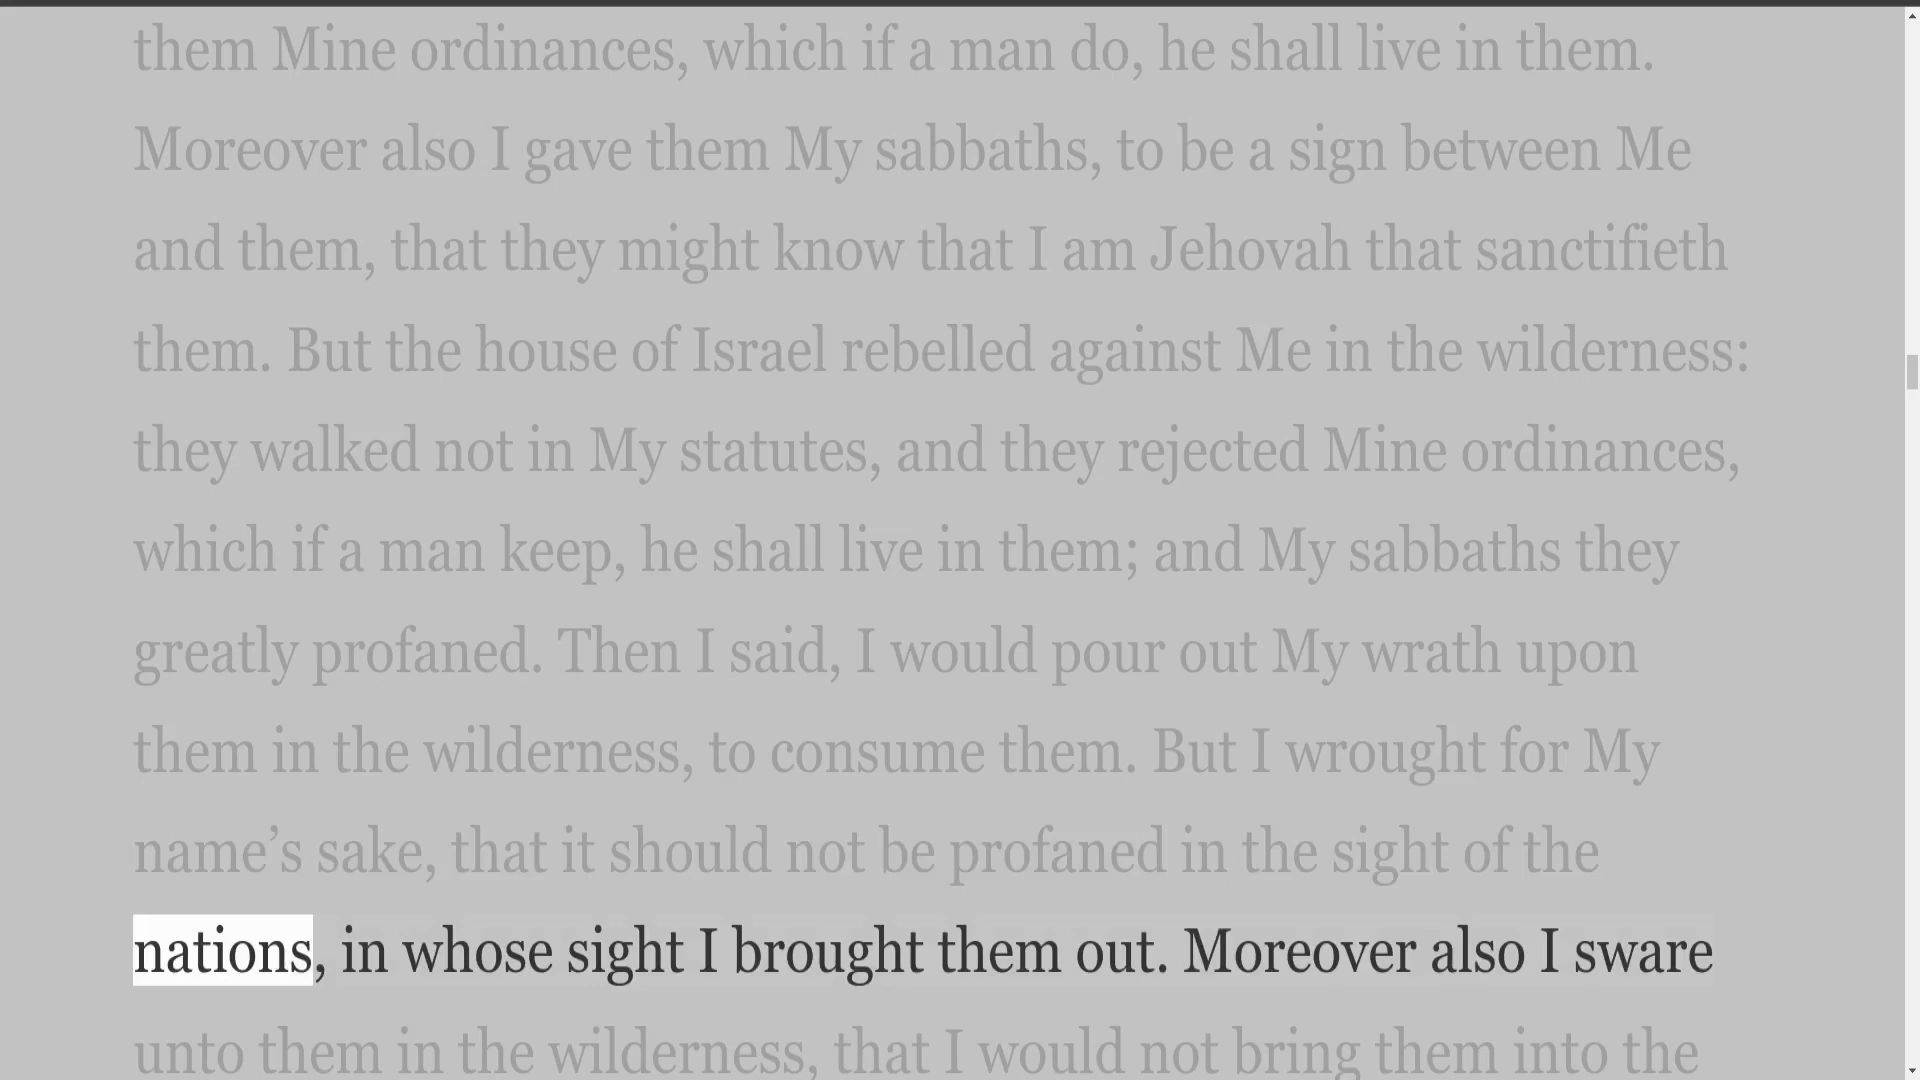 them Mine ordinances, which if a man do, he shall live in them.
Moreover also I gave them My sabbaths, to be a sign between Me
and them, that they might know that I am Jehovah that sanctifieth
them. But the house of Israel rebelled against Me in the wilderness:
they walked not in My statutes, and they rejected Mine ordinances,
which if a man keep, he shall live in them; and My sabbaths they
greatly profaned. Then I said, I would pour out My wrath upon
them in the wilderness, to consume them. But I wrought for My
name’s sake, that it should not be profaned in the sight of the
nations, in whose sight I brought them out. Moreover also I sware
unto them in the wilderness, that I would not bring them into the